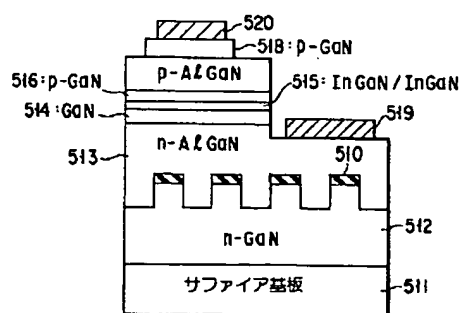 520
518:p-GaN
p-AlGaN
516:p-GaN
515:InGaN/InGaN
514:GaN
519
n-AlGaN
513
510
n-GaN
512
サファイア基板
511